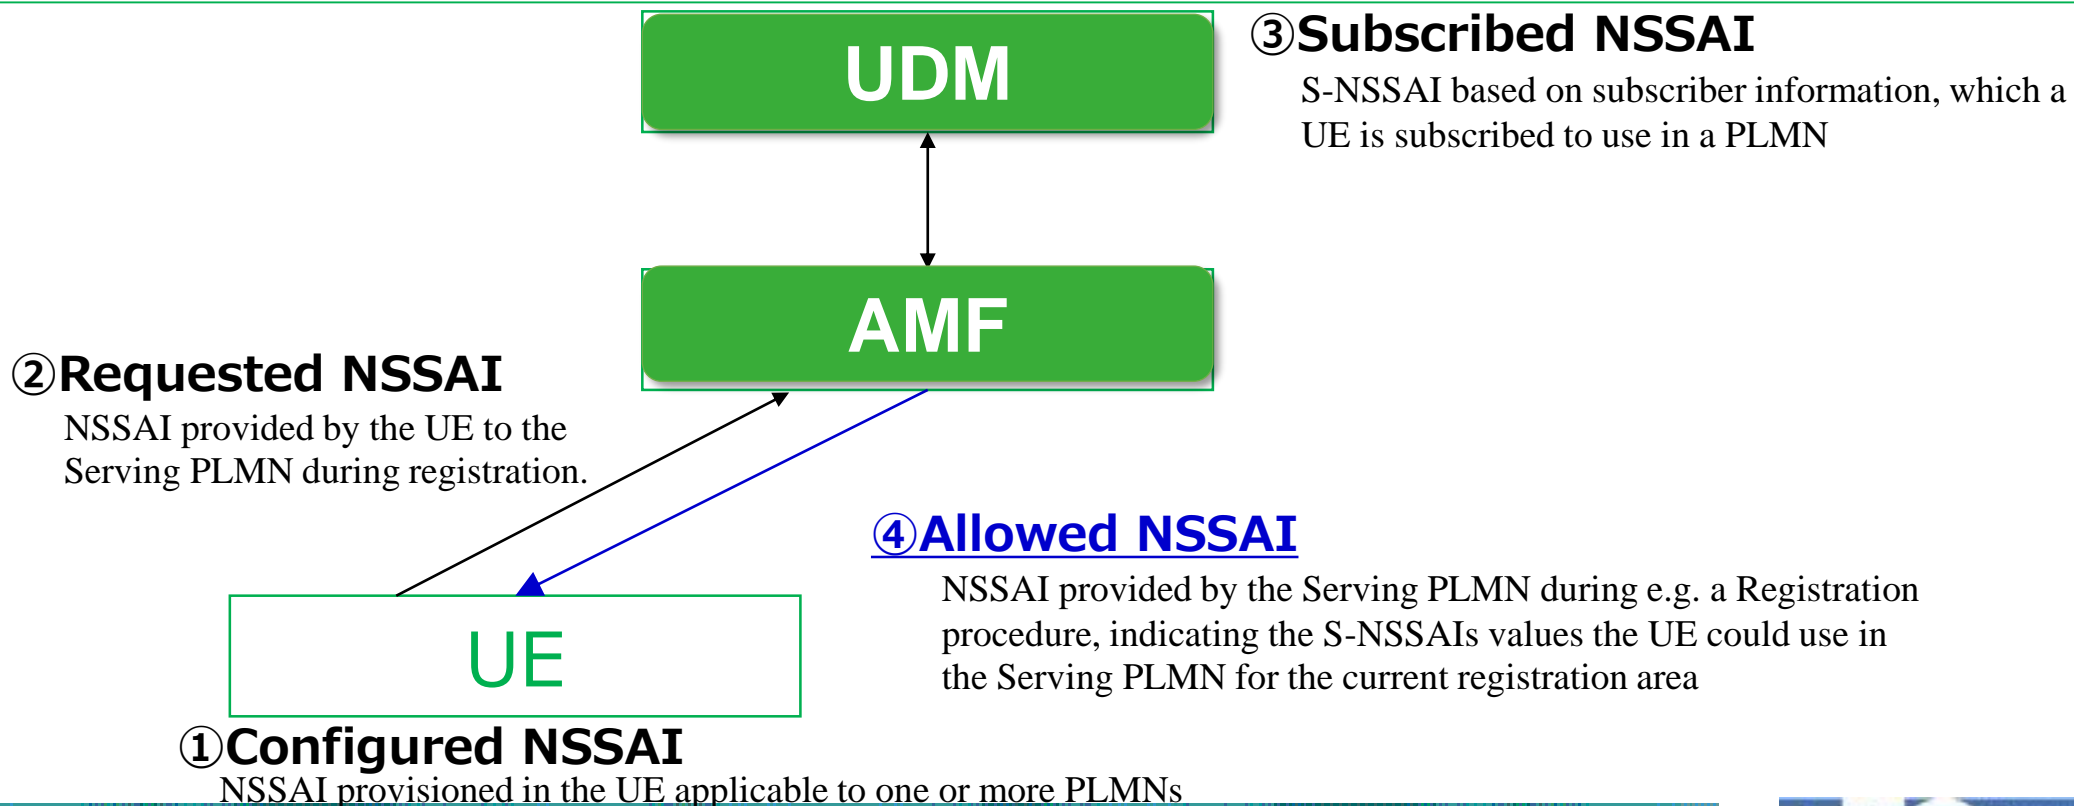 UDM
③Subscribed NSSAI
S-NSSAI based on subscriber information, which a
UE is subscribed to use in a PLMN
AMF
②Requested NSSAI
NSSAI provided by the UE to the
Serving PLMN during registration.
④Allowed NSSAI
NSSAI provided by the Serving PLMN during e.g. a Registration
procedure, indicating the S-NSSAIs values the UE could use in
the Serving PLMN for the current registration area
UE
①Configured NSSAI
NSSAI provisioned in the UE applicable to one or more PLMNs